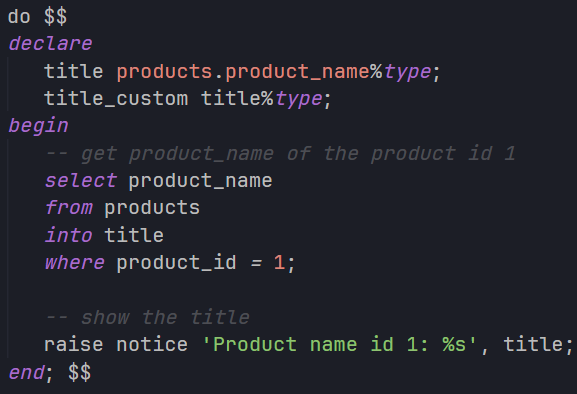 do $$
declare
   title products.product_name%type;
   title_custom title%type;
begin
   -- get product_name of the product id 1
   select product_name
   from products
   into title
   where product_id = 1;

   -- show the title
   raise notice 'Product name id 1: %s', title;
end; $$